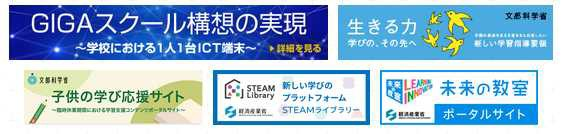 GIGAスクール構想の実現
～学校における1人1台ICT端末～
▶ 詳細を見る
文部科学省
生きる力
学びの、その先へ
新しい学習指導要領
文部科学省
子供の学び応援サイト
～臨時休業期間における学習支援コンテンツポータルサイト～
STEAM
Library
経済産業省
新しい学びの
プラットフォーム
STEAMライブラリー
LEARNING
INNOVATION
経済産業省
未来の教室
ポータルサイト